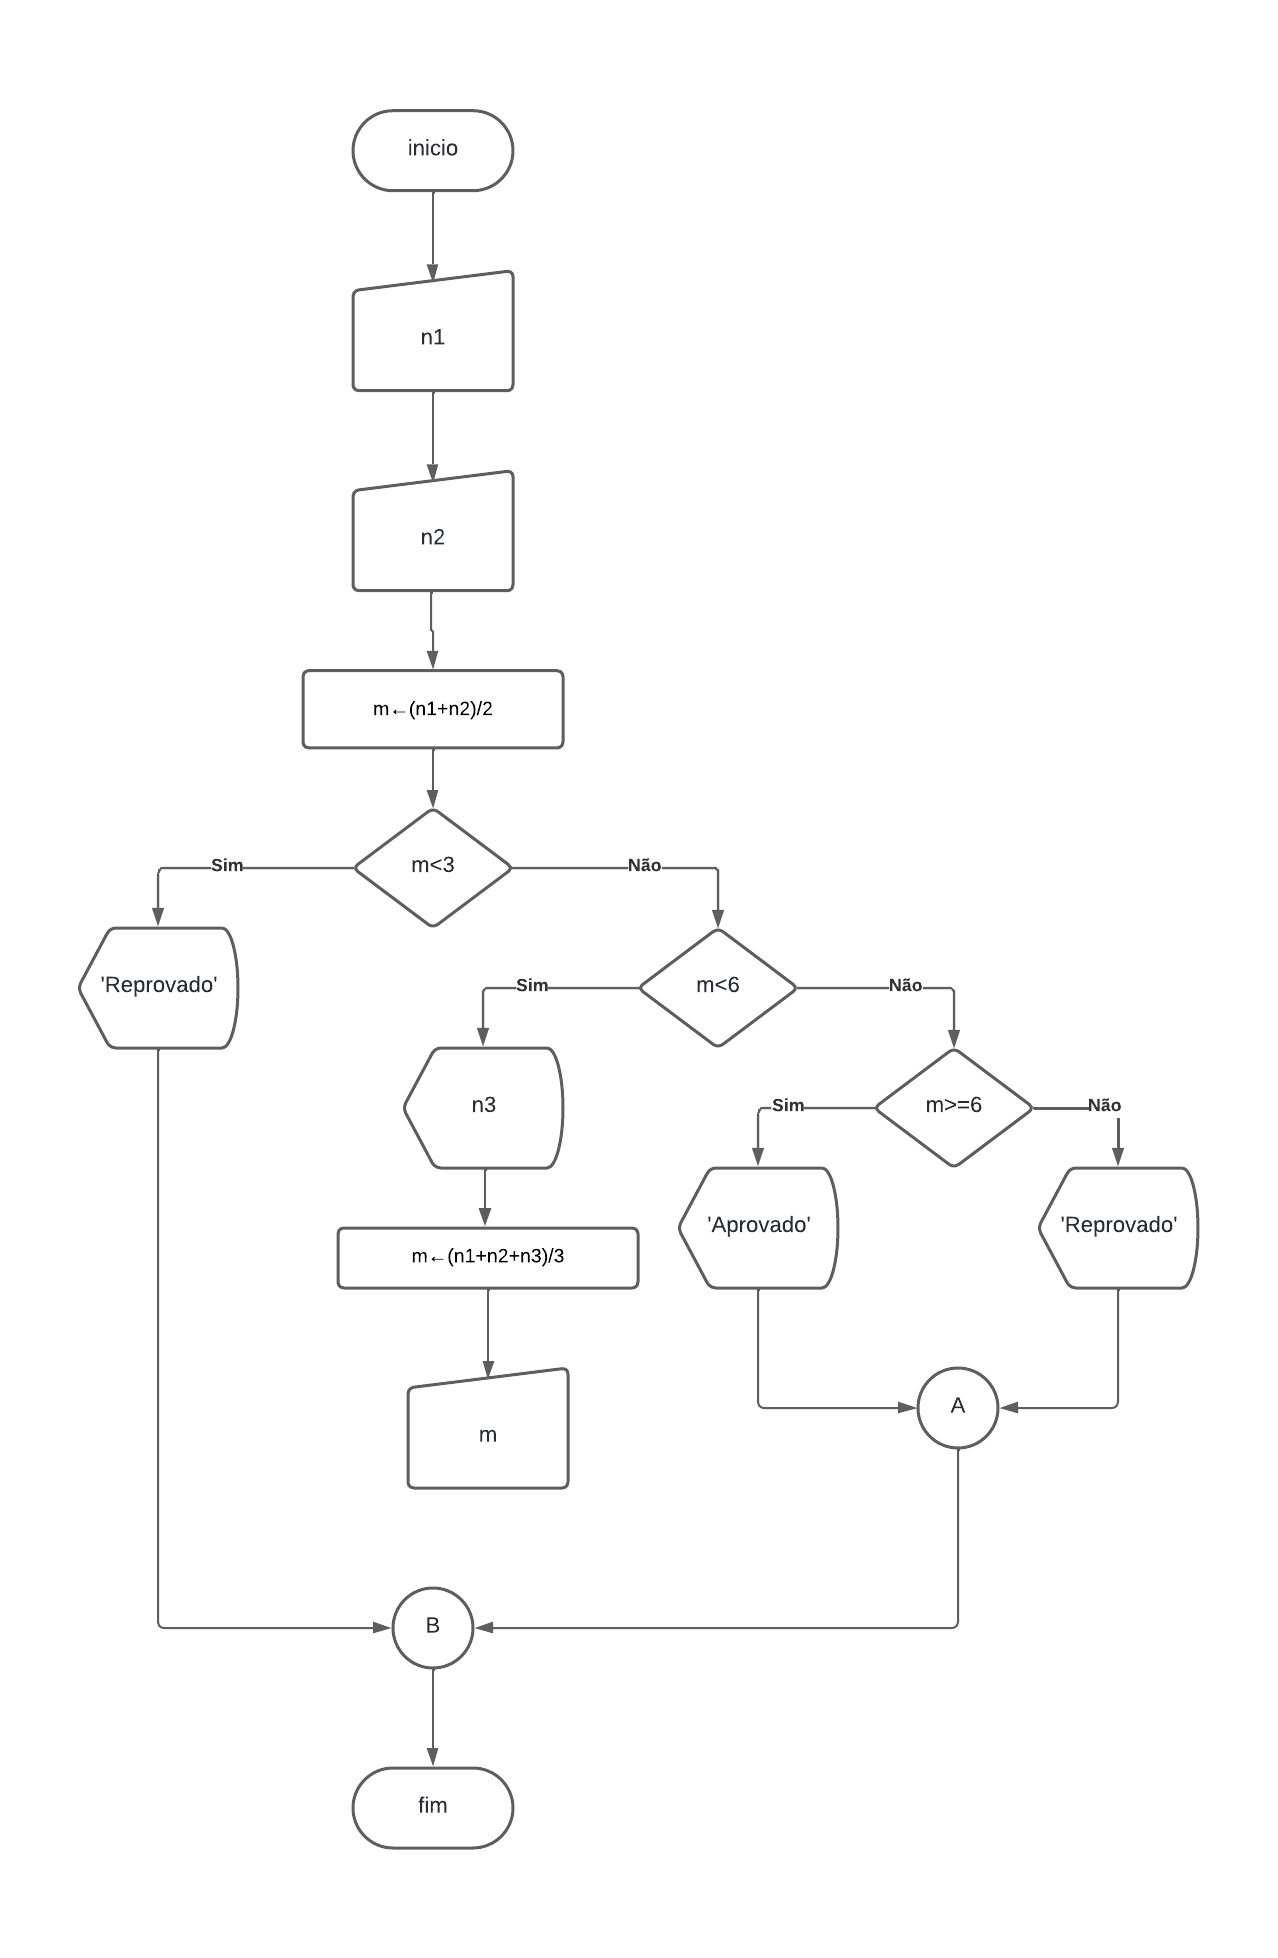 inicio
n1
n2
m←(n1+n2)/2
m<3
Sim
Não
'Reprovado'
m<6
Sim
Não
n3
m>=6
Sim
Não
'Aprovado'
'Reprovado'
m←(n1+n2+n3)/3
A
m
B
fim